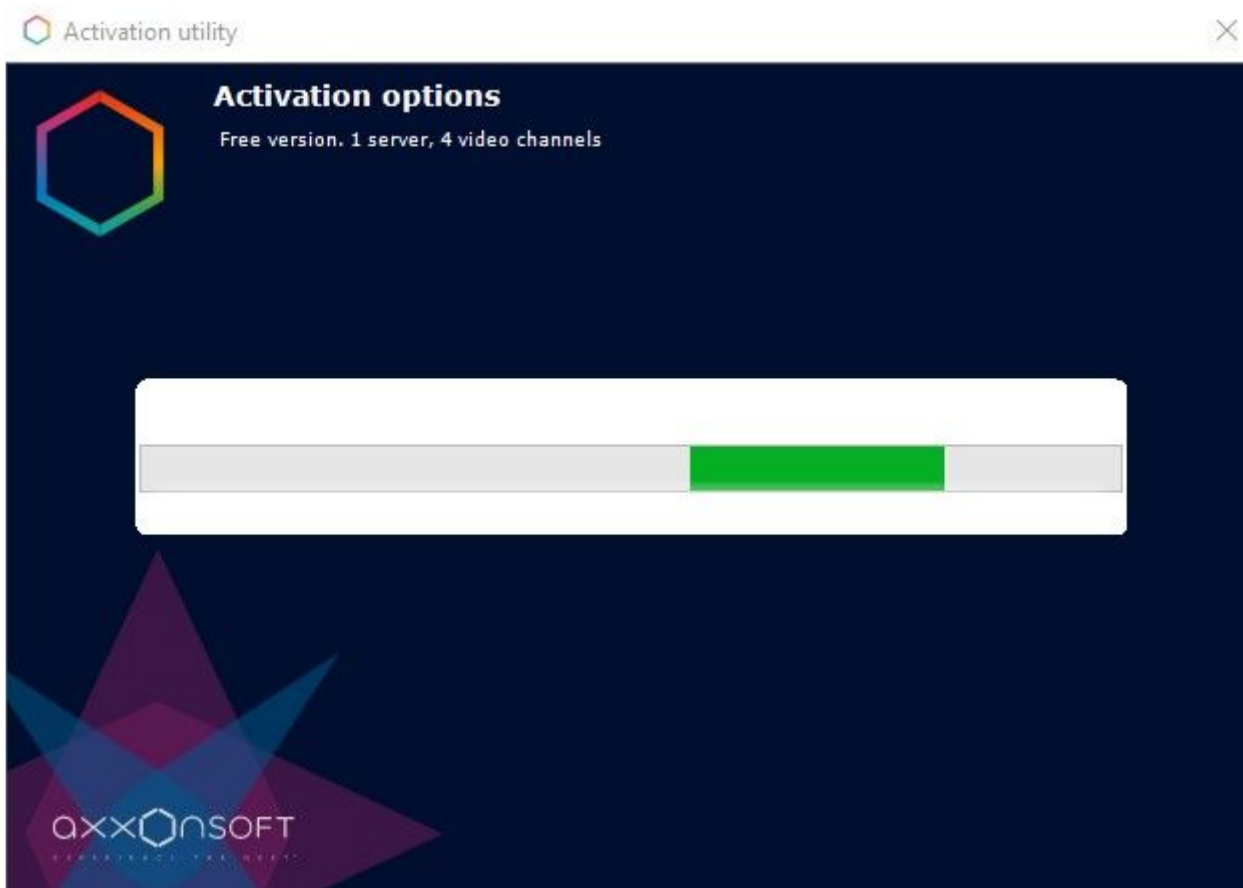 Activation utility
Activation options
Free version. 1 server, 4 video channels
axxonsoft